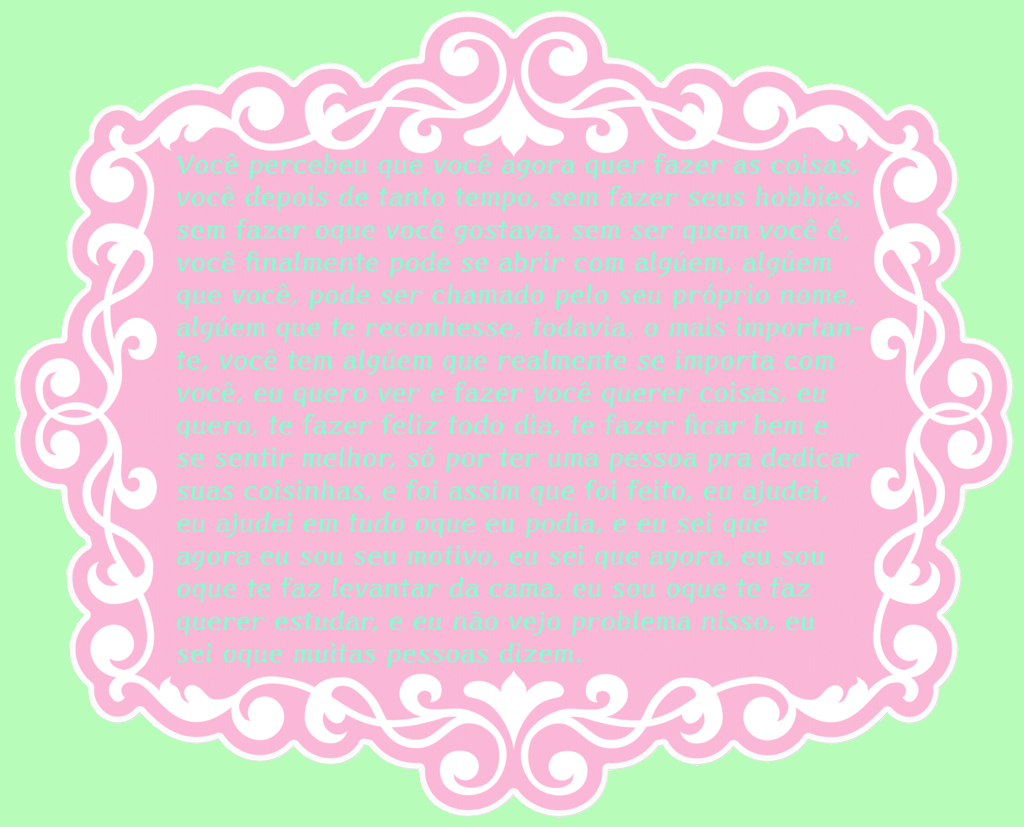 Você percebeu que você agora quer fazer as coisas.
você depois de tanto tempo, sem fazer seus hobbies,
sem fazer oque você gostava, sem ser quem você é,
você finalmente pode se abrir com algúem, algúem
que você, pode ser chamado pelo seu próprio nome,
algúem que te reconhesse, todavia, o mais importan-
te, você tem algúem que realmente se importa com
você, eu quero ver e fazer você querer coisas, eu
quero, te fazer feliz todo dia, te fazer ficar bem e
se sentir melhor, só por ter uma pessoa pra dedicar
suas coisinhas, e foi assim que foi feito, eu ajudei,
eu ajudei em tudo oque eu podia, e eu sei que
agora eu sou seu motivo, eu sei que agora, eu sou
oque te faz levantar da cama, eu sou oque te faz
querer estudar, e eu não vejo problema nisso, eu
sei oque muitas pessoas dizem.